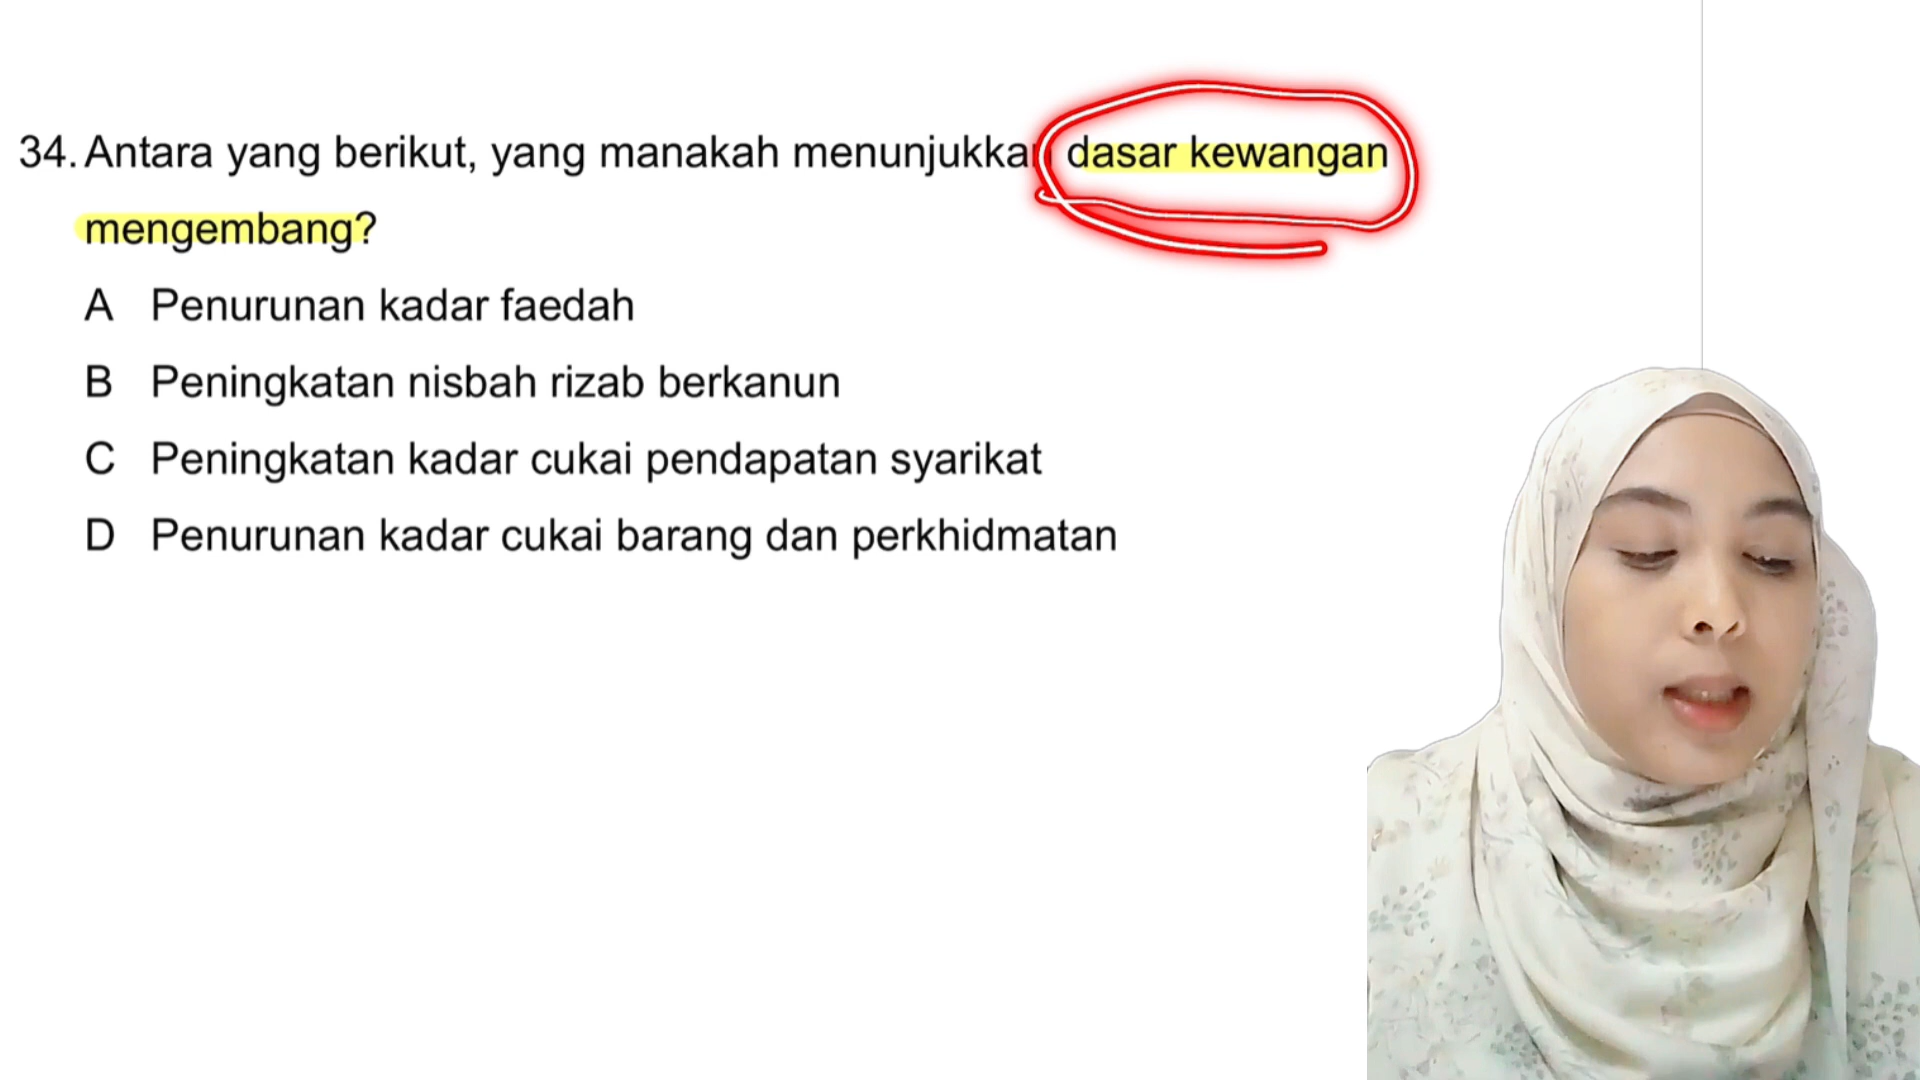 34. Antara yang berikut, yang manakah menunjukkan dasar kewangan
mengembang?
A Penurunan kadar faedah
B Peningkatan nisbah rizab berkanun
C Peningkatan kadar cukai pendapatan syarikat
D Penurunan kadar cukai barang dan perkhidmatan